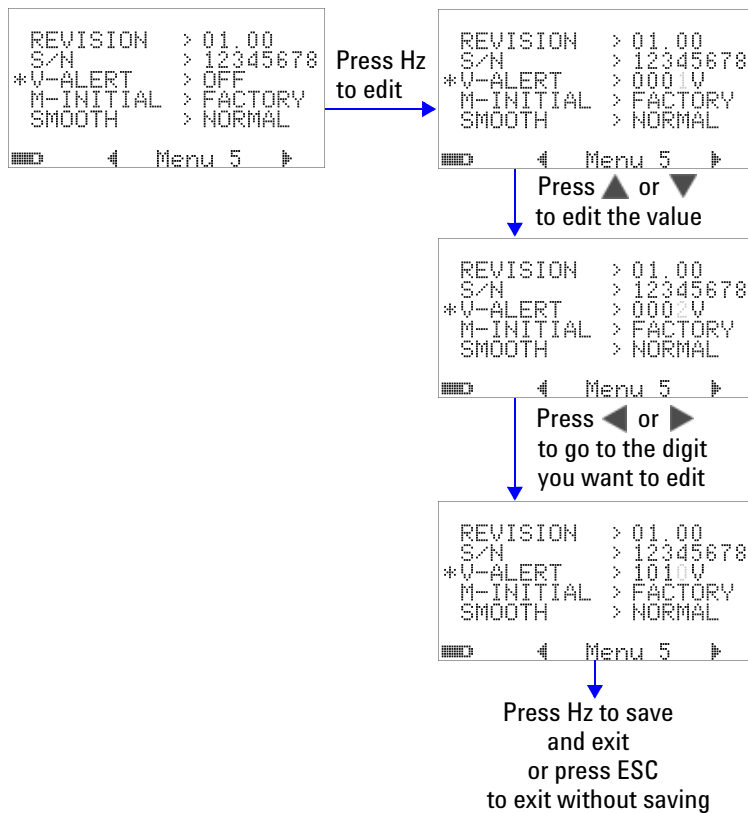 REVISION > 01.00
S/N > 12345678
*V-ALERT > OFF
M-INITIAL > FACTORY
SMOOTH > NORMAL
Menu 5
Press Hz
to edit
REVISION > 01.00
S/N > 12345678
*V-ALERT > 0001V
M-INITIAL > FACTORY
SMOOTH > NORMAL
Menu 5
Press ▲ or ▼
to edit the value
REVISION > 01.00
S/N > 12345678
*V-ALERT > 0002V
M-INITIAL > FACTORY
SMOOTH > NORMAL
Menu 5
Press ◀ or ▶
to go to the digit
you want to edit
REVISION > 01.00
S/N > 12345678
*V-ALERT > 1010V
M-INITIAL > FACTORY
SMOOTH > NORMAL
Menu 5
Press Hz to save
and exit
or press ESC
to exit without saving